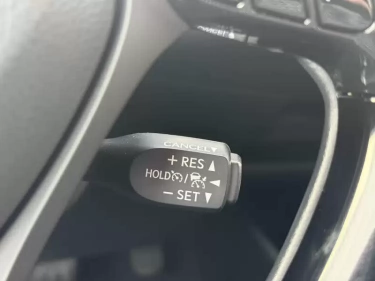 CANCEL▼
+ RES ▲
HOLD / ◀
− SET ▼